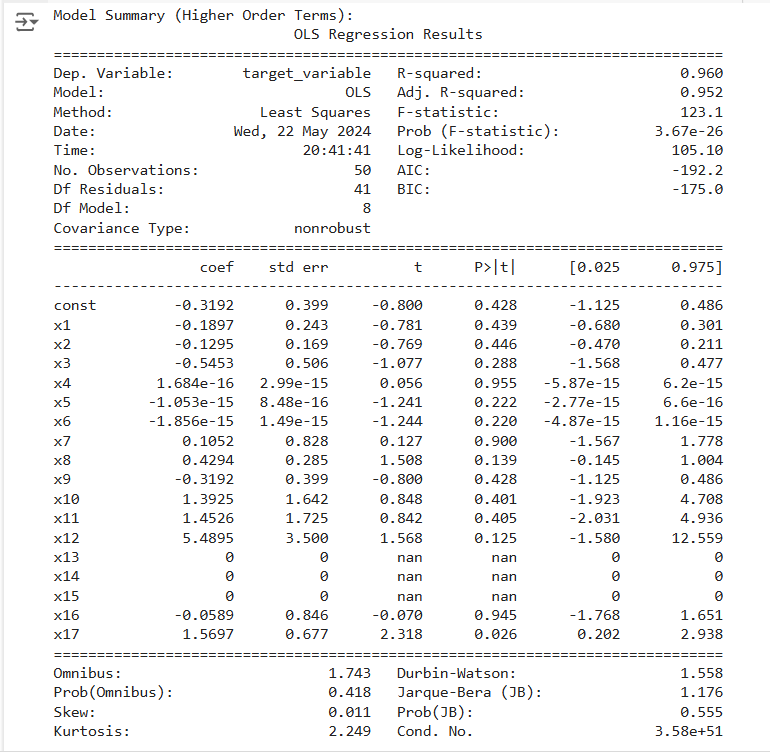 Model Summary (Higher Order Terms):
OLS Regression Results
==============================================================================
Dep. Variable: target_variable R-squared: 0.960
Model: OLS Adj. R-squared: 0.952
Method: Least Squares F-statistic: 123.1
Date: Wed, 22 May 2024 Prob (F-statistic): 3.67e-26
Time: 20:41:41 Log-Likelihood: 105.10
No. Observations: 50 AIC: -192.2
Df Residuals: 41 BIC: -175.0
Df Model: 8
Covariance Type: nonrobust
==============================================================================
coef std err t P>|t| [0.025 0.975]
------------------------------------------------------------------------------
const -0.3192 0.399 -0.800 0.428 -1.125 0.486
x1 -0.1897 0.243 -0.781 0.439 -0.680 0.301
x2 -0.1295 0.169 -0.769 0.446 -0.470 0.211
x3 -0.5453 0.506 -1.077 0.288 -1.568 0.477
x4 1.684e-16 2.99e-15 0.056 0.955 -5.87e-15 6.2e-15
x5 -1.053e-15 8.48e-16 -1.241 0.222 -2.77e-15 6.6e-16
x6 -1.856e-15 1.49e-15 -1.244 0.220 -4.87e-15 1.16e-15
x7 0.1052 0.828 0.127 0.900 -1.567 1.778
x8 0.4294 0.285 1.508 0.139 -0.145 1.004
x9 -0.3192 0.399 -0.800 0.428 -1.125 0.486
x10 1.3925 1.642 0.848 0.401 -1.923 4.708
x11 1.4526 1.725 0.842 0.405 -2.031 4.936
x12 5.4895 3.500 1.568 0.125 -1.580 12.559
x13 0 0 nan nan 0 0
x14 0 0 nan nan 0 0
x15 0 0 nan nan 0 0
x16 -0.0589 0.846 -0.070 0.945 -1.768 1.651
x17 1.5697 0.677 2.318 0.026 0.202 2.938
==============================================================================
Omnibus: 1.743 Durbin-Watson: 1.558
Prob(Omnibus): 0.418 Jarque-Bera (JB): 1.176
Skew: 0.011 Prob(JB): 0.555
Kurtosis: 2.249 Cond. No. 3.58e+51
==============================================================================